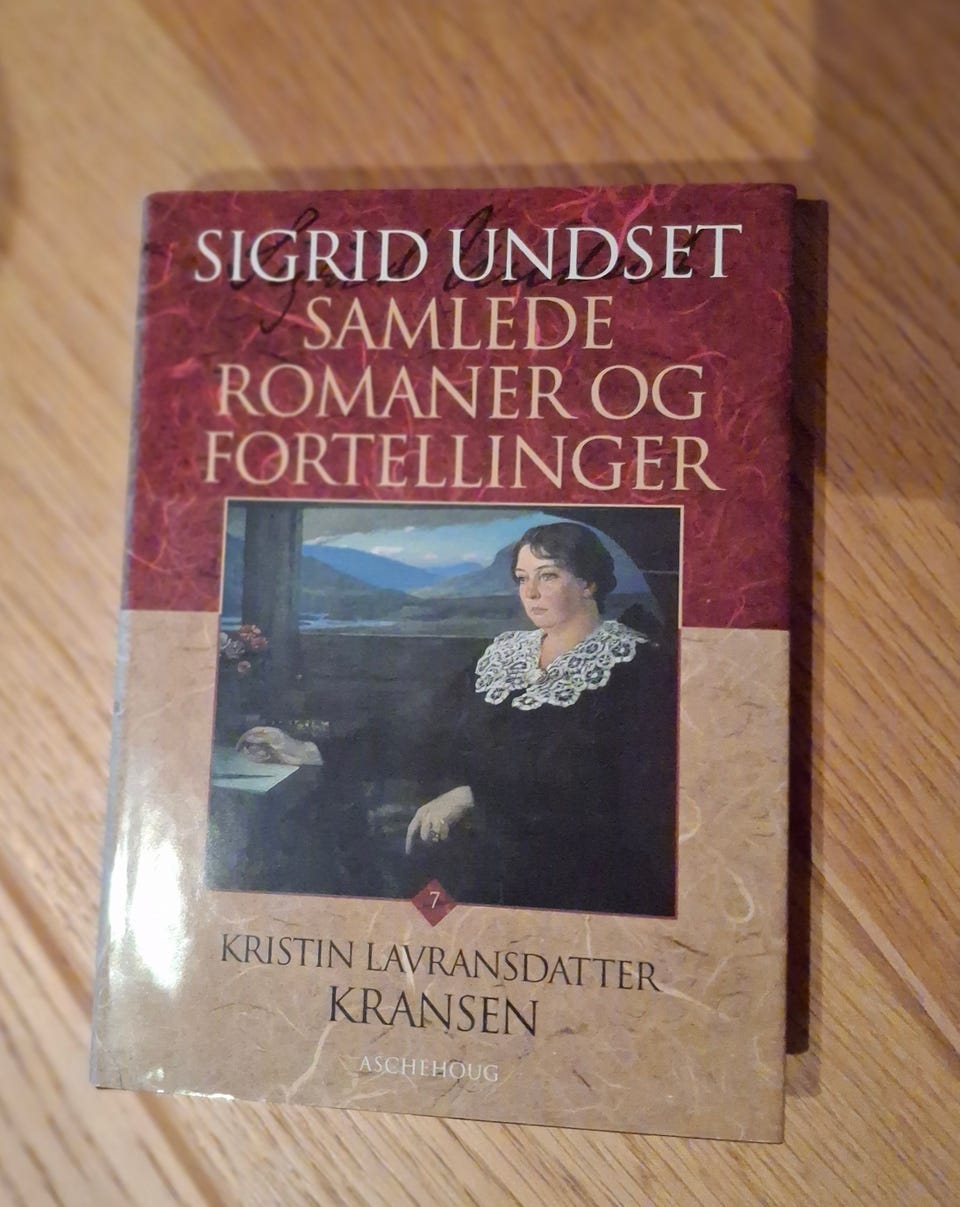 SIGRID UNDSET
SAMLEDE
ROMANER OG
FORTELLINGER
7
KRISTIN LAVRANSDATTER
KRANSEN
ASCHEHOUG